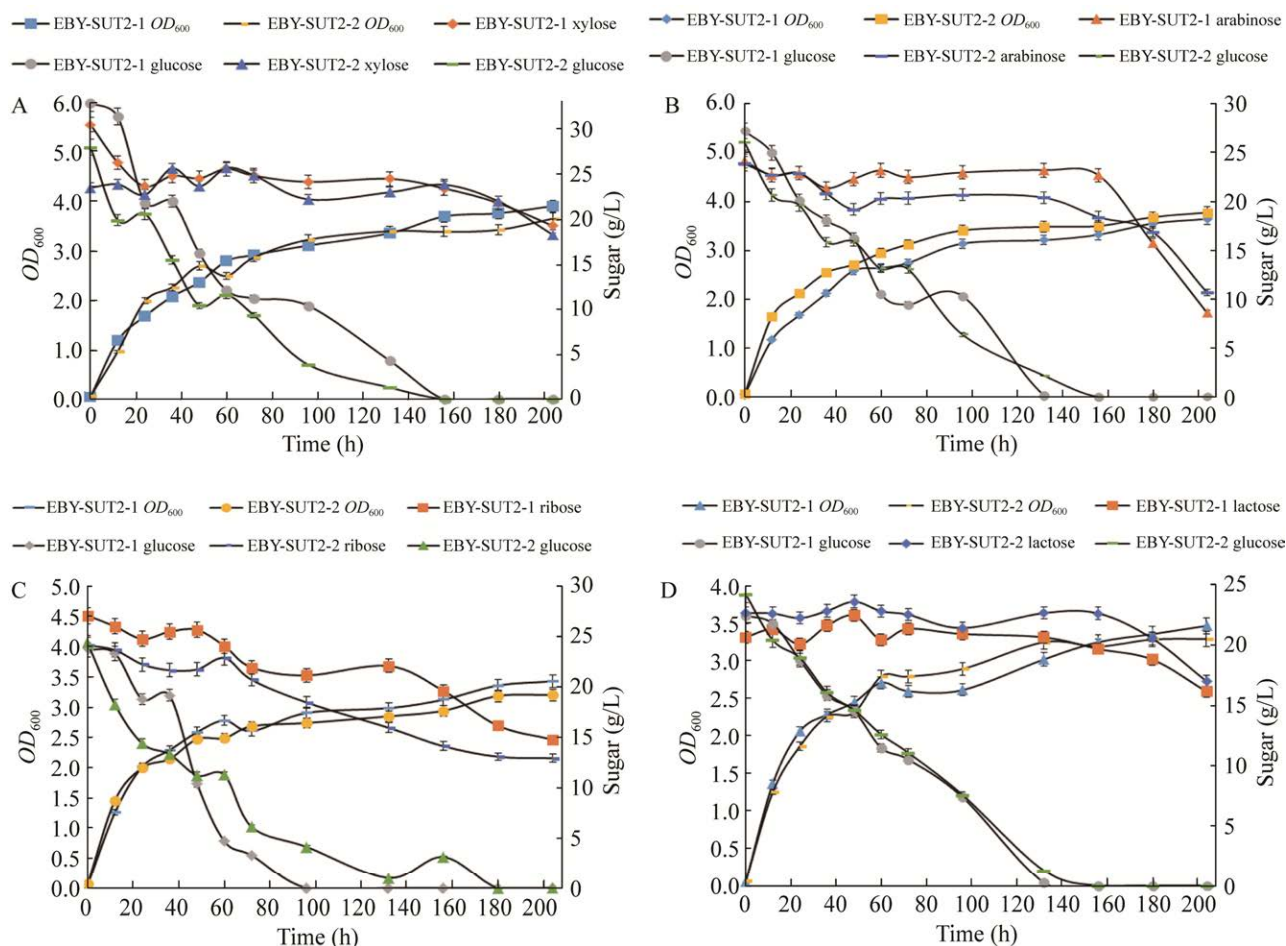 EBY-SUT2-1 OD600 EBY-SUT2-2 OD600 EBY-SUT2-1 xylose
EBY-SUT2-1 glucose EBY-SUT2-2 xylose EBY-SUT2-2 glucose
A
6.0
5.0
4.0
3.0
2.0
1.0
0.0
OD600
30
25
20
15
10
5
0
Sugar (g/L)
0 20 40 60 80 100 120 140 160 180 200
Time (h)
EBY-SUT2-1 OD600 EBY-SUT2-2 OD600 EBY-SUT2-1 arabinose
EBY-SUT2-1 glucose EBY-SUT2-2 arabinose EBY-SUT2-2 glucose
B
6.0
5.0
4.0
3.0
2.0
1.0
0.0
OD600
30
25
20
15
10
5
0
Sugar (g/L)
0 20 40 60 80 100 120 140 160 180 200
Time (h)
EBY-SUT2-1 OD600 EBY-SUT2-2 OD600 EBY-SUT2-1 ribose
EBY-SUT2-1 glucose EBY-SUT2-2 ribose EBY-SUT2-2 glucose
C
5.0
4.5
4.0
3.5
3.0
2.5
2.0
1.5
1.0
0.5
0.0
OD600
30
25
20
15
10
5
0
Sugar (g/L)
0 20 40 60 80 100 120 140 160 180 200
Time (h)
EBY-SUT2-1 OD600 EBY-SUT2-2 OD600 EBY-SUT2-1 lactose
EBY-SUT2-1 glucose EBY-SUT2-2 lactose EBY-SUT2-2 glucose
D
4.0
3.5
3.0
2.5
2.0
1.5
1.0
0.5
0.0
OD600
25
20
15
10
5
0
Sugar (g/L)
0 20 40 60 80 100 120 140 160 180 200
Time (h)